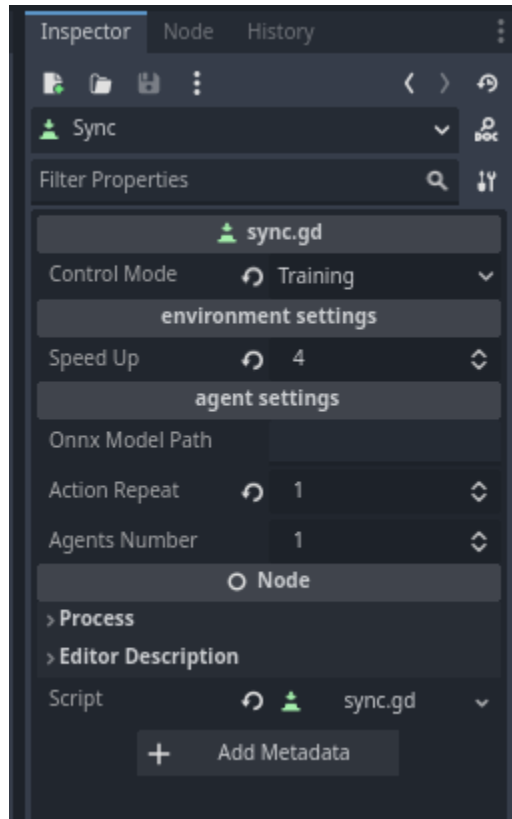 Inspector Node History
Sync
DOC
Filter Properties
sync.gd
Control Mode Training
environment settings
Speed Up 4
agent settings
Onnx Model Path
Action Repeat 1
Agents Number 1
Node
Process
Editor Description
Script sync.gd
+ Add Metadata